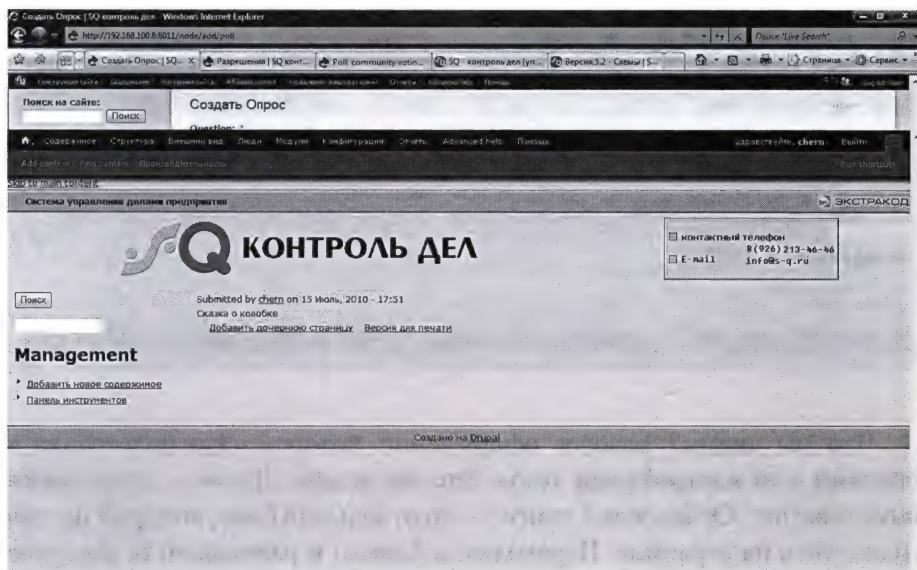 Создать Опрос | SQ контроль дел - Windows Internet Explorer
http://192.168.100.8:6011/node/add/poll
Поиск "Live Search"
Создать Опрос | SQ... x
Разрешения | SQ конт...
Poll: community votin...
SQ - контроль дел | уп...
Версия 5.2 - Схемы | S...
Страница
Сервис
Поиск на сайте:
Поиск
Создать Опрос
Question: *
Содержимое Структура Внешний вид Люди Модули Конфигурация Отчеты Advanced help Помощь
chern Выйти
Add content Find content Производительность
Edit shortcuts
Skip to main content
Система управления делами предприятия
ЭКСТРАКОД
SQ КОНТРОЛЬ ДЕЛ
контактный телефон
8(926)213-46-46
E-mail info@s-q.ru
Поиск
Submitted by chern on 15 Июль, 2010 - 17:51
Сказка о колобке
Добавить дочернюю страницу Версия для печати
Management
Добавить новое содержимое
Панель инструментов
Создано на Drupal